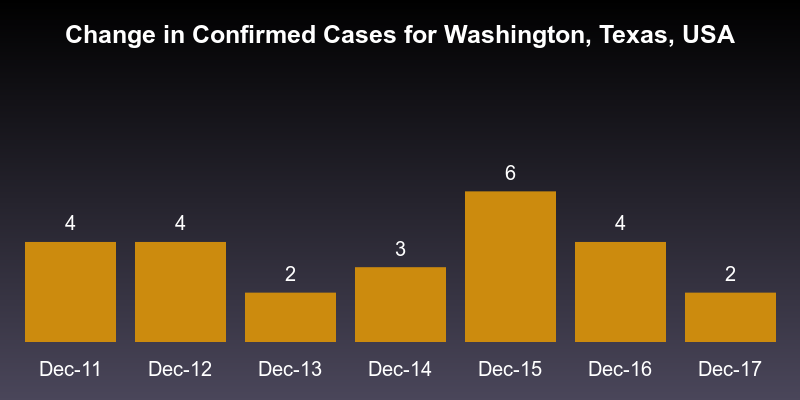 Change in Confirmed Cases for Washington, Texas, USA
4 4 2 3 6 4 2
Dec-11 Dec-12 Dec-13 Dec-14 Dec-15 Dec-16 Dec-17